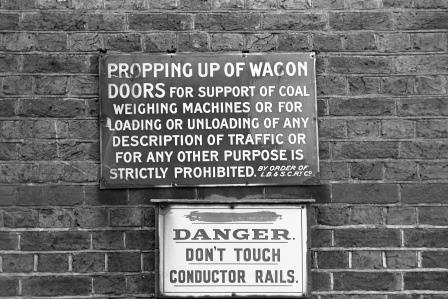 PROPPING UP OF WAGON
DOORS FOR SUPPORT OF COAL
WEIGHING MACHINES OR FOR
LOADING OR UNLOADING OF ANY
DESCRIPTION OF TRAFFIC OR
FOR ANY OTHER PURPOSE IS
STRICTLY PROHIBITED. BY ORDER OF
L.B.& S.C.RY. CO.
DANGER.
DON'T TOUCH
CONDUCTOR RAILS.